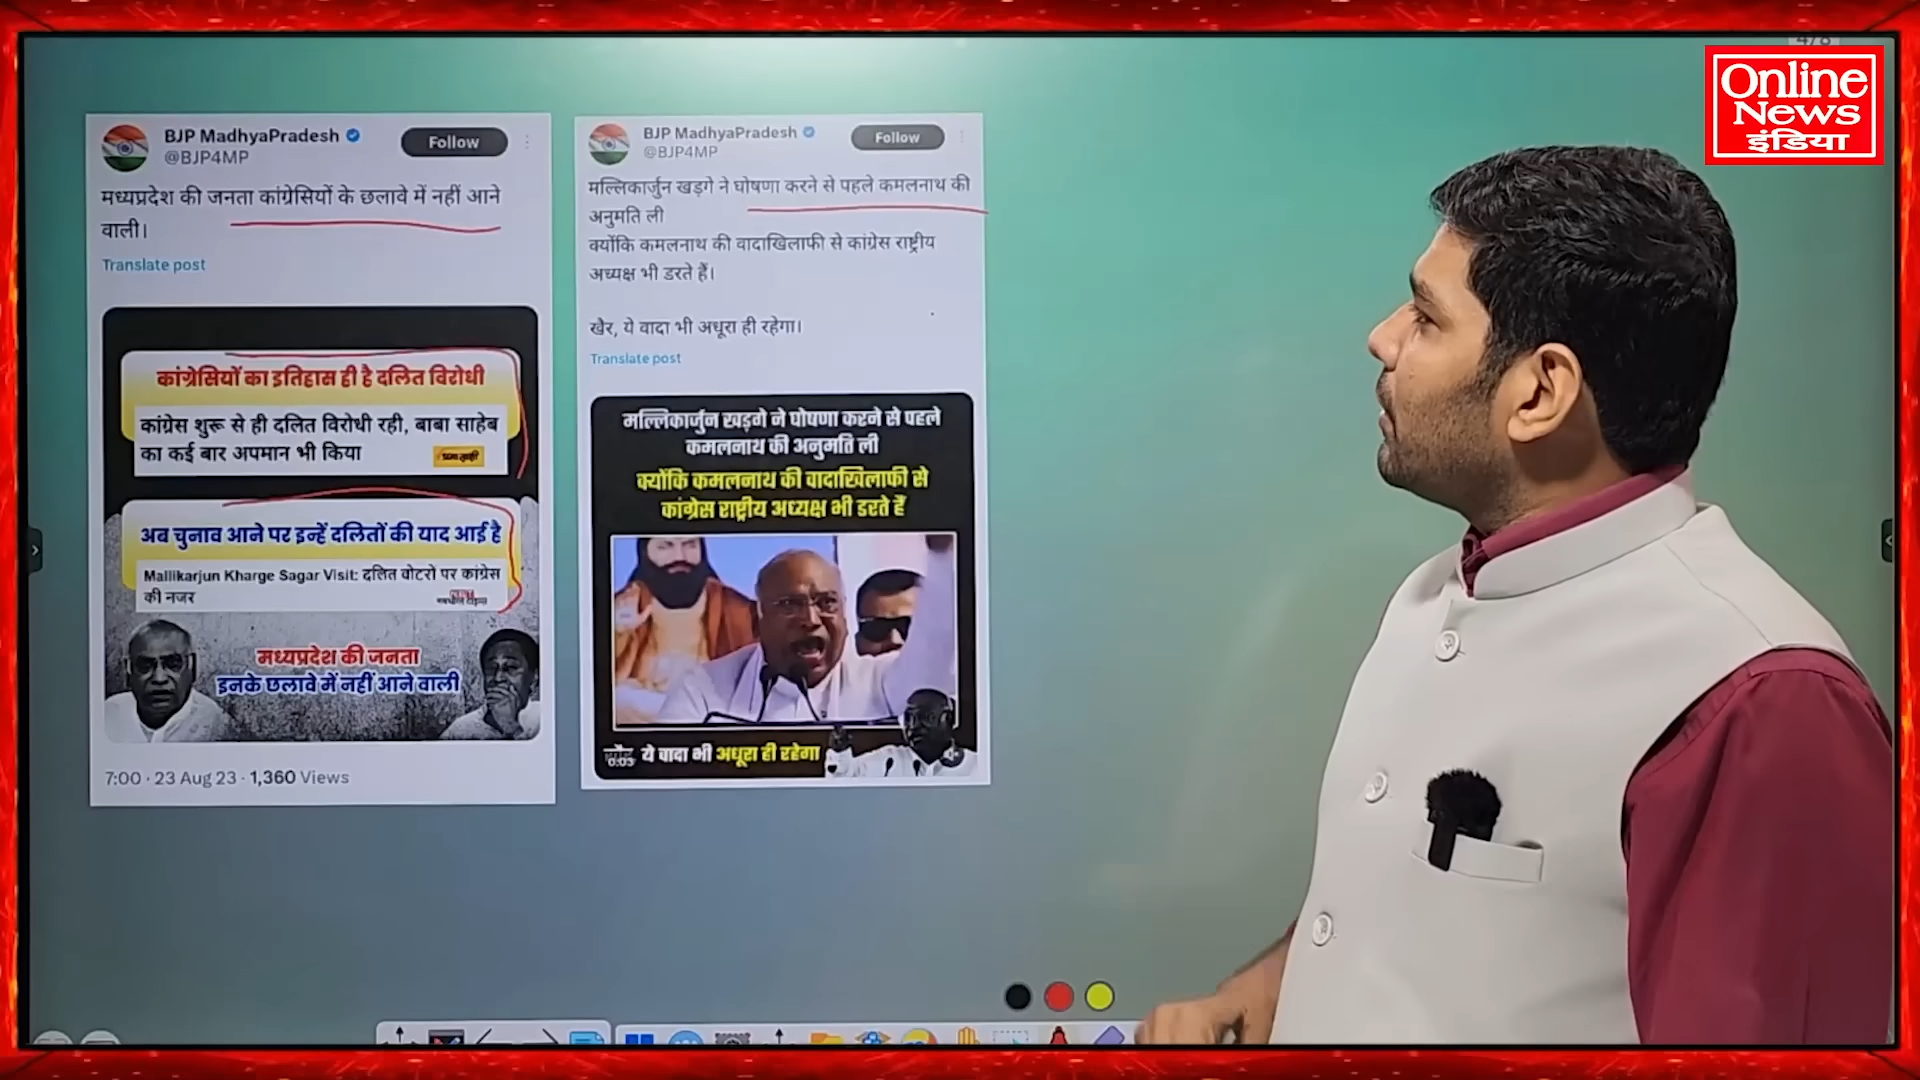 Online
News
इंडिया
BJP MadhyaPradesh
@BJP4MP
Follow
मध्यप्रदेश की जनता कांग्रेसियों के छलावे में नहीं आने
वाली।
Translate post
कांग्रेसियों का इतिहास ही है दलित विरोधी
कांग्रेस शुरू से ही दलित विरोधी रही, बाबा साहेब
का कई बार अपमान भी किया
अब चुनाव आने पर इन्हें दलितों की याद आई है
Mallikarjun Kharge Sagar Visit: दलित वोटरों पर कांग्रेस
की नजर
मध्यप्रदेश की जनता
इनके छलावे में नहीं आने वाली
7:00 · 23 Aug 23 · 1,360 Views
BJP MadhyaPradesh
@BJP4MP
Follow
मल्लिकार्जुन खड़गे ने घोषणा करने से पहले कमलनाथ की
अनुमति ली
क्योंकि कमलनाथ की वादाखिलाफी से कांग्रेस राष्ट्रीय
अध्यक्ष भी डरते हैं।
खैर, ये वादा भी अधूरा ही रहेगा।
Translate post
मल्लिकार्जुन खड़गे ने घोषणा करने से पहले
कमलनाथ की अनुमति ली
क्योंकि कमलनाथ की वादाखिलाफी से
कांग्रेस राष्ट्रीय अध्यक्ष भी डरते हैं
ये वादा भी अधूरा ही रहेगा
0:03